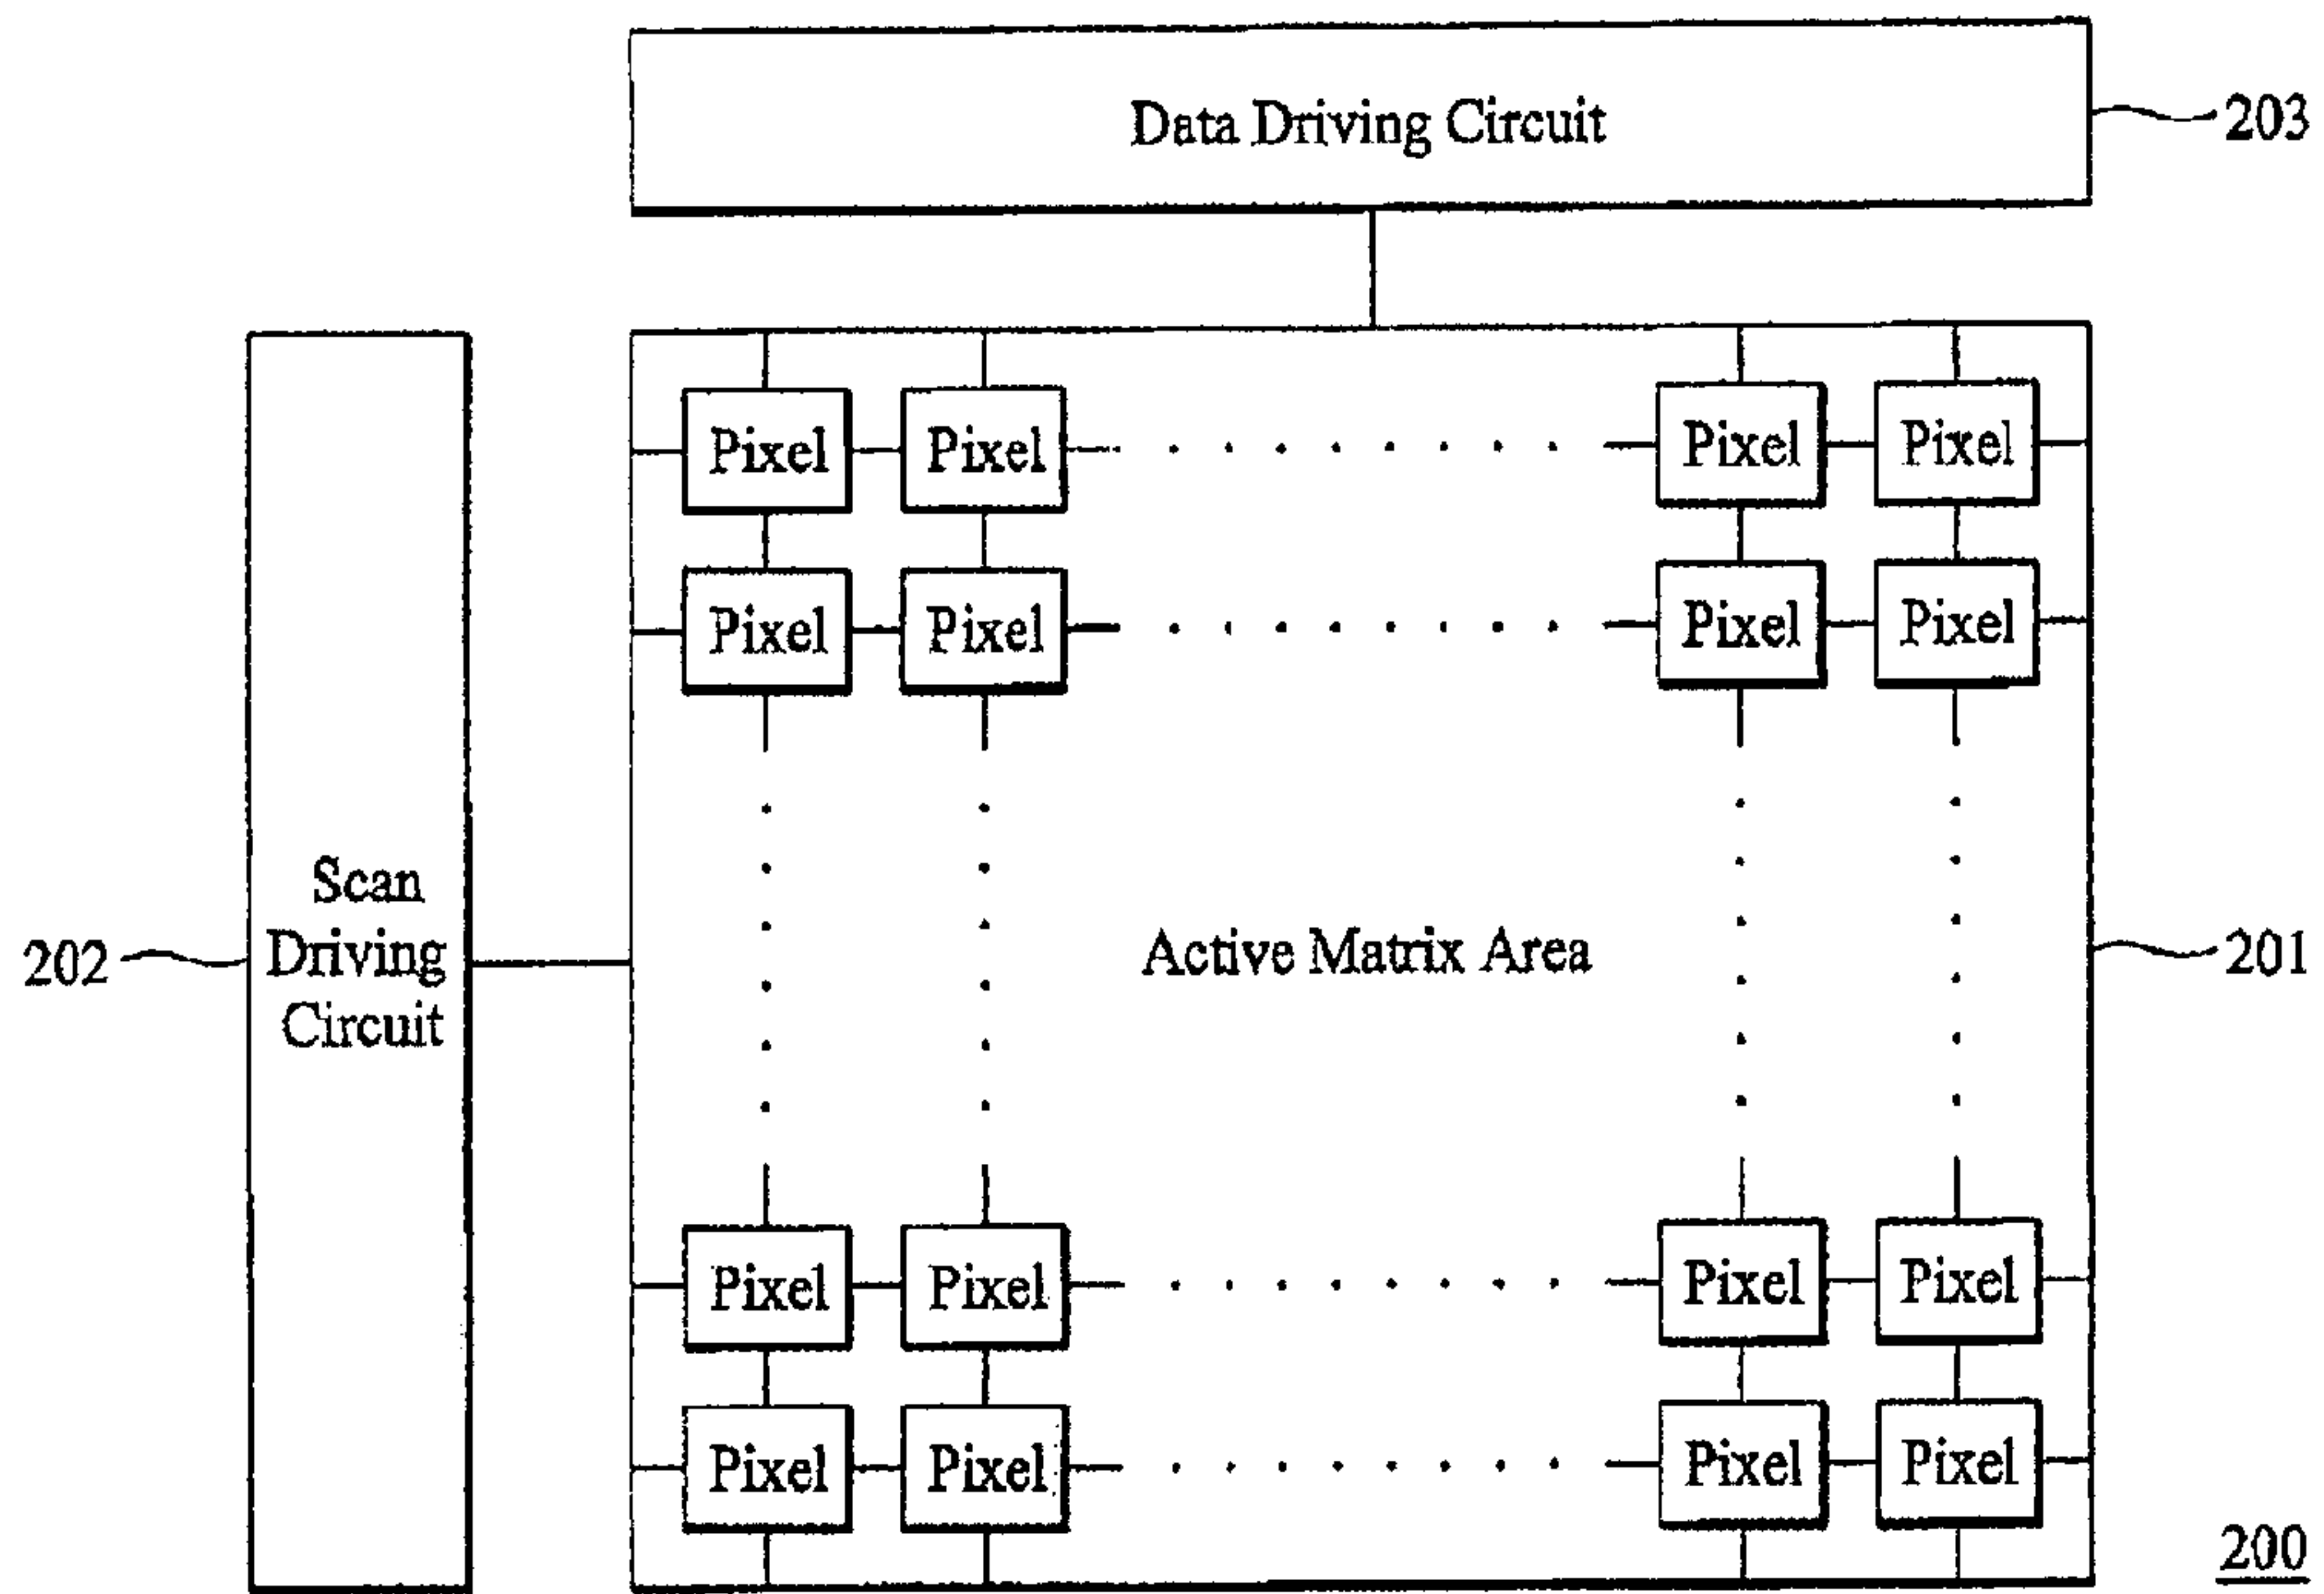 Data Driving Circuit
203
Pixel Pixel Pixel Pixel
Pixel Pixel Pixel Pixel
Scan
Driving
Circuit
202
Active Matrix Area
201
Pixel Pixel Pixel Pixel
Pixel Pixel Pixel Pixel
200